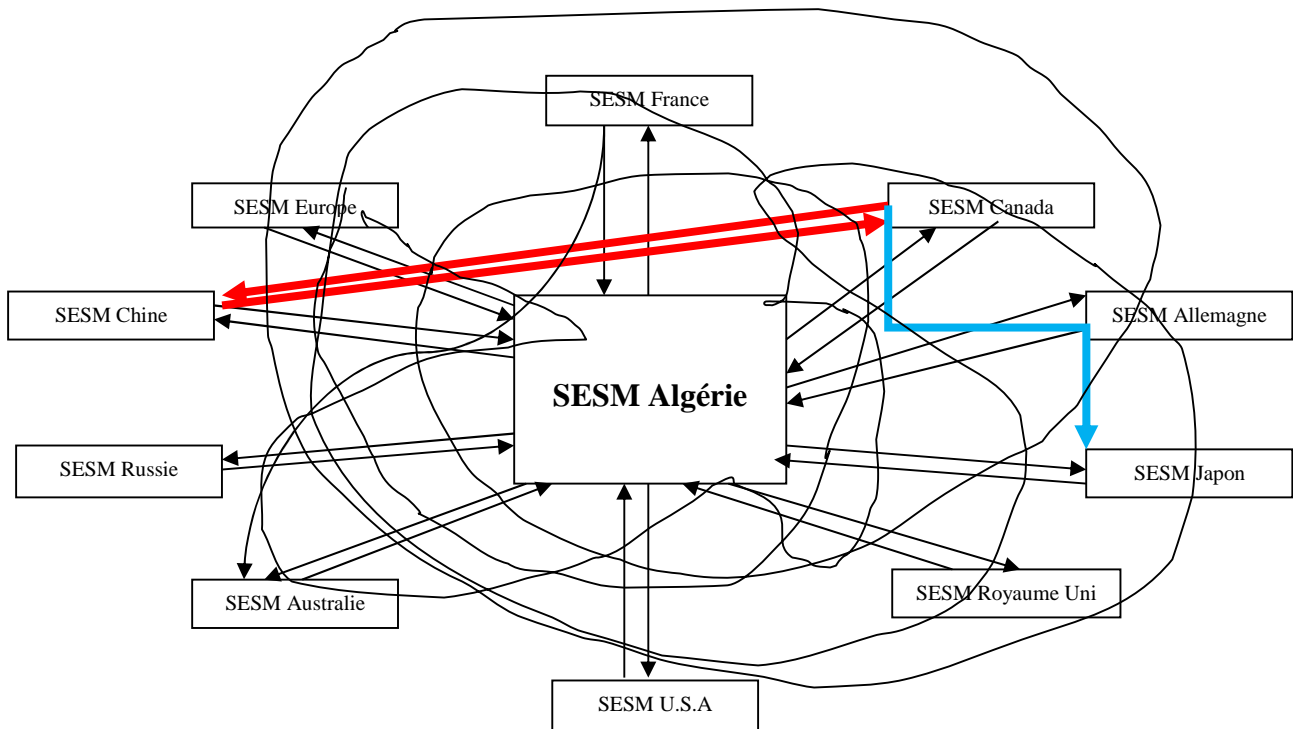 SESM France
SESM Europe
SESM Canada
SESM Chine
SESM Allemagne
SESM Algérie
SESM Russie
SESM Japon
SESM Australie
SESM Royaume Uni
SESM U.S.A